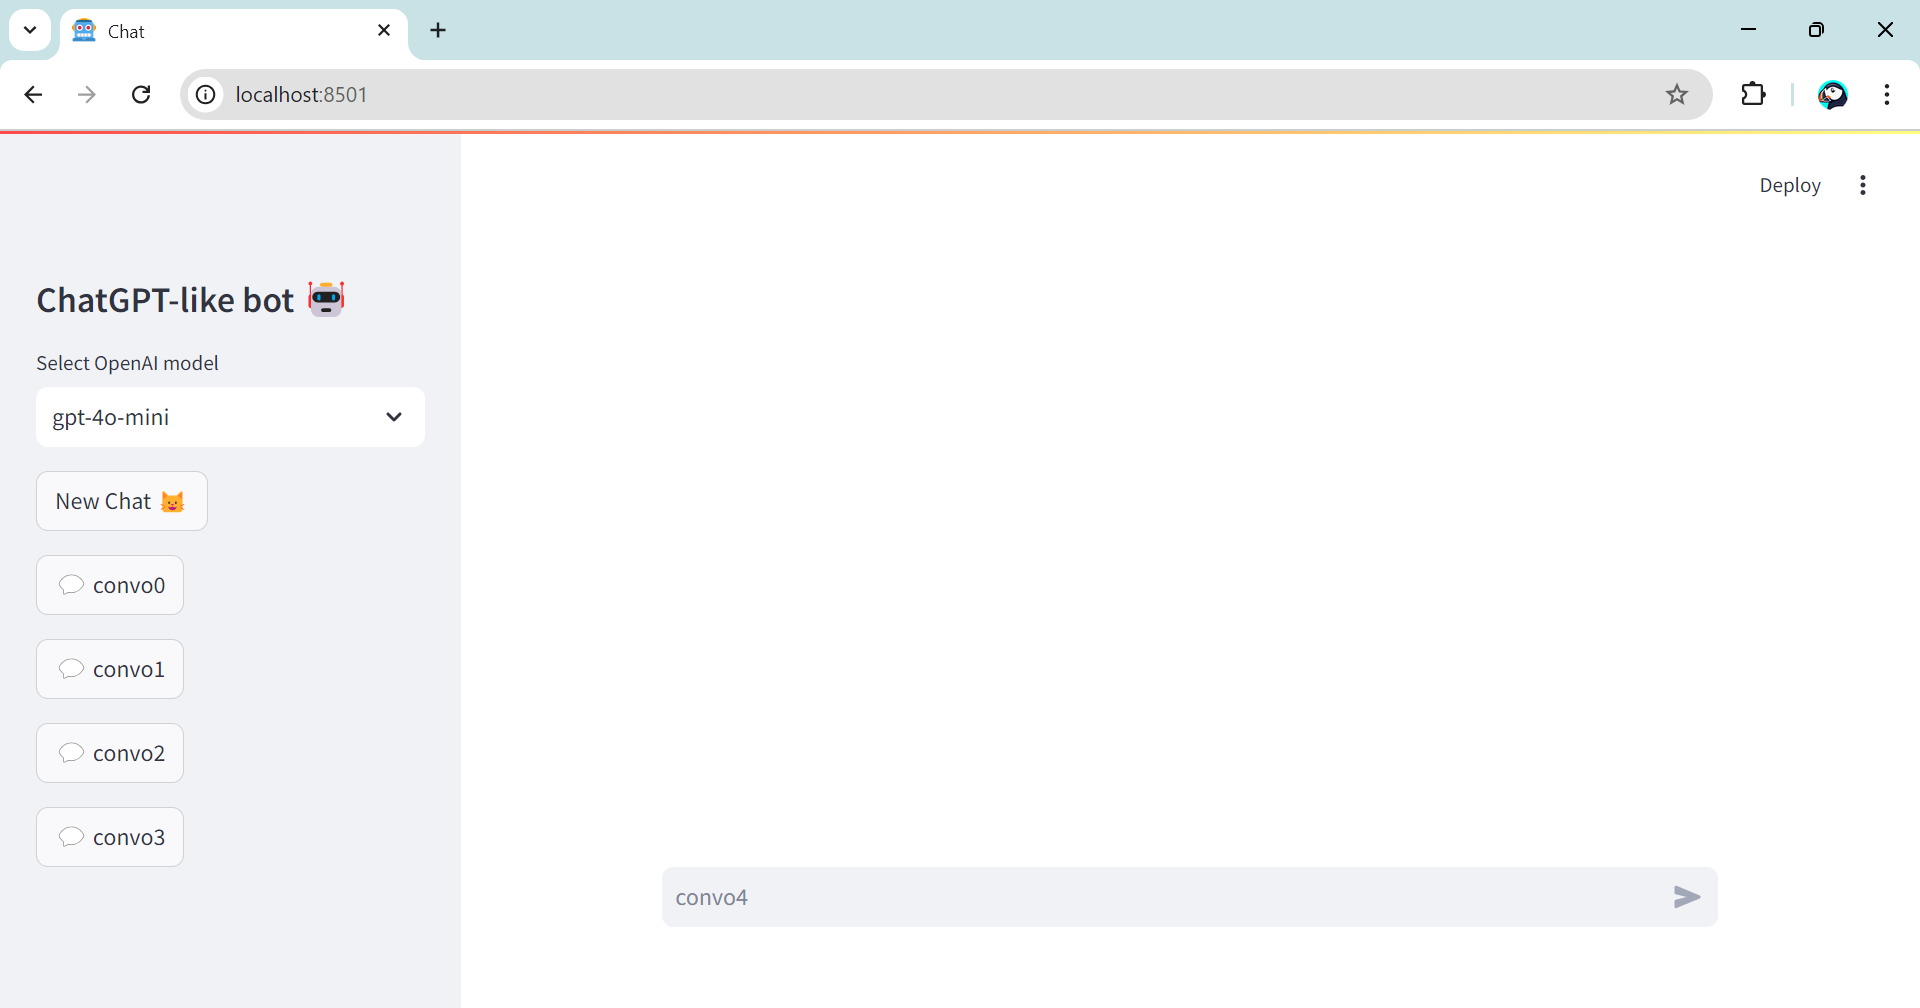 Chat
localhost:8501
Deploy
ChatGPT-like bot
Select OpenAI model
gpt-4o-mini
New Chat
convo0
convo1
convo2
convo3
convo4